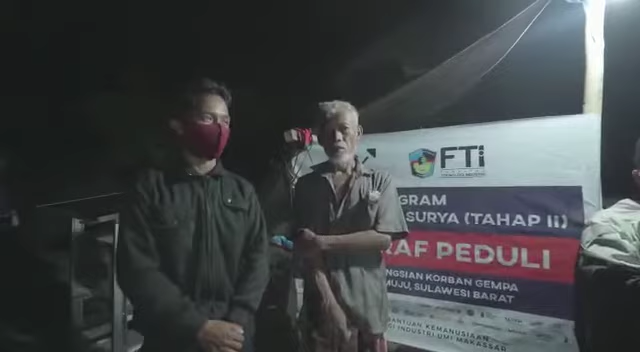 FTi
GRAM
SURYA (TAHAP II)
AF PEDULI
NGSIAN KORBAN GEMPA
MUJU, SULAWESI BARAT
ANTUAN KEMANUSIAAN
INDUSTRI UMI MAKASSAR